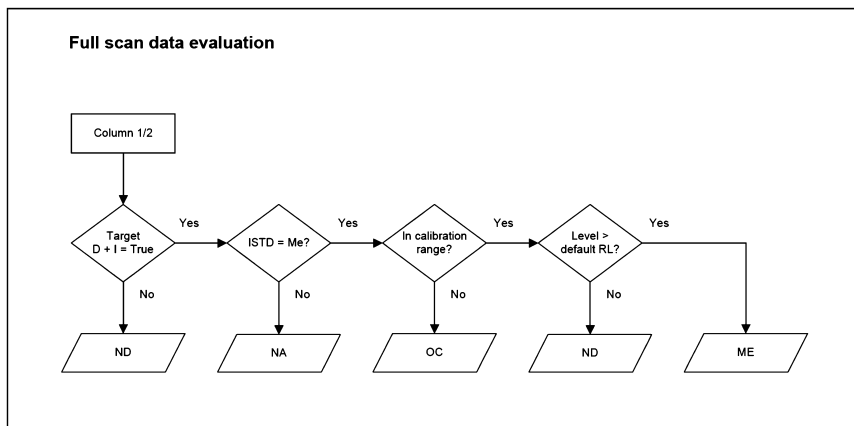 Full scan data evaluation
Column 1/2
Target
D + I = True
Yes
ISTD = Me?
Yes
In calibration
range?
Yes
Level >
default RL?
Yes
No
No
No
No
ND
NA
OC
ND
ME